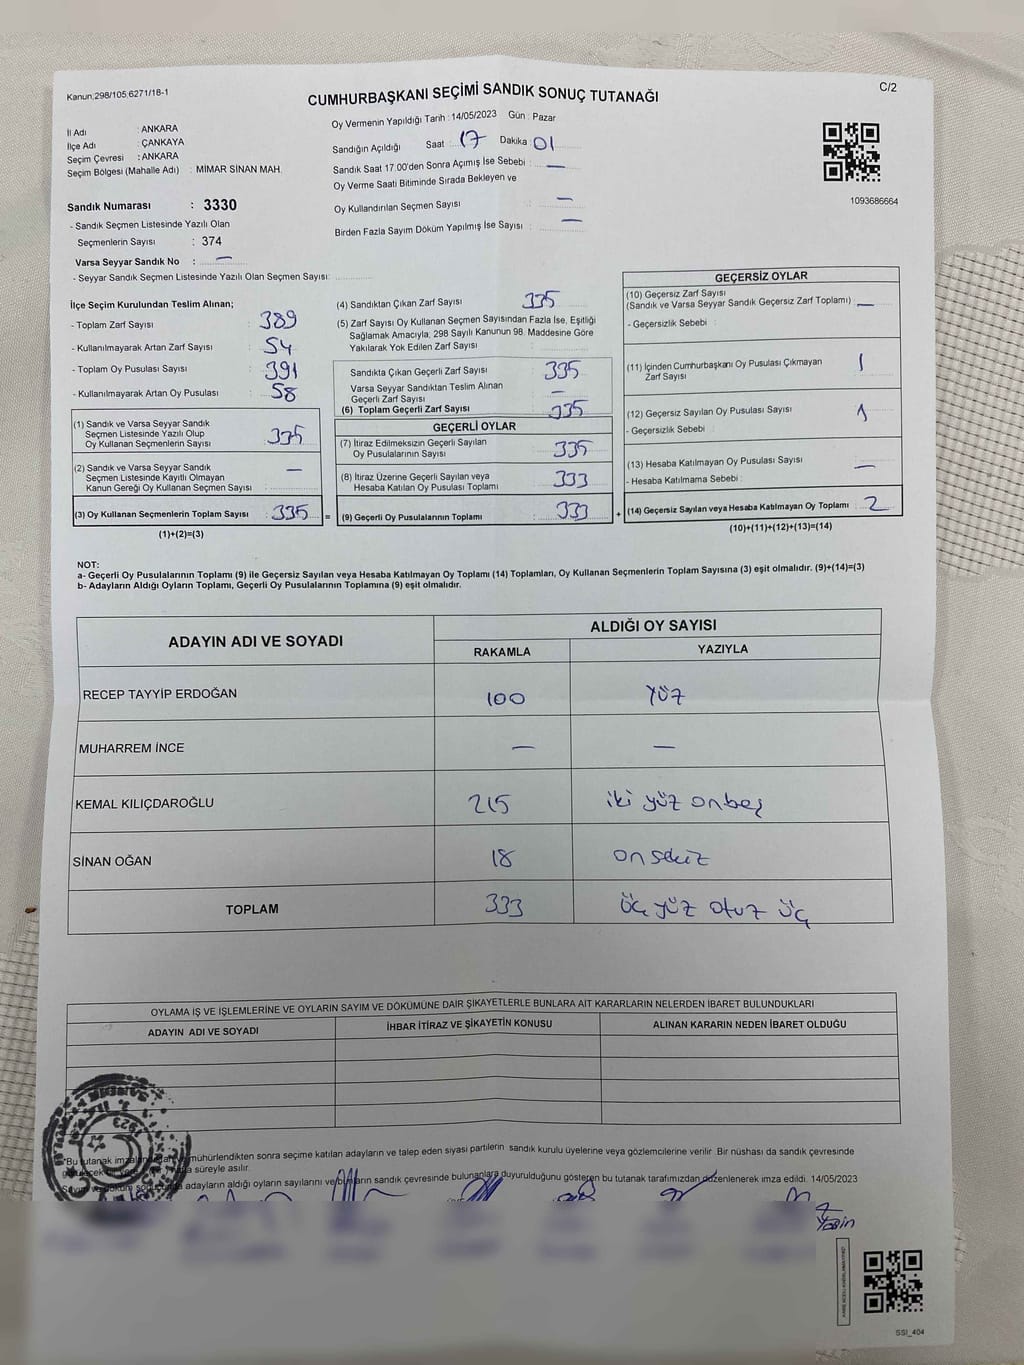 Kanun;298/105,6271/18-1
C/2
CUMHURBAŞKANI SEÇİMİ SANDIK SONUÇ TUTANAĞI
İl Adı : ANKARA
İlçe Adı : ÇANKAYA
Seçim Çevresi : ANKARA
Seçim Bölgesi (Mahalle Adı) : MİMAR SİNAN MAH.
Oy Vermenin Yapıldığı Tarih : 14/05/2023 Gün : Pazar
Sandığın Açıldığı Saat : 17 Dakika : 01
Sandık Saat 17:00'den Sonra Açımış İse Sebebi : —
Oy Verme Saati Bitiminde Sırada Bekleyen ve
Oy Kullandırılan Seçmen Sayısı —
Birden Fazla Sayım Döküm Yapılmış İse Sayısı : —
1093686664
Sandık Numarası : 3330
- Sandık Seçmen Listesinde Yazılı Olan
Seçmenlerin Sayısı : 374
Varsa Seyyar Sandık No : —
- Seyyar Sandık Seçmen Listesinde Yazılı Olan Seçmen Sayısı:
İlçe Seçim Kurulundan Teslim Alınan;
- Toplam Zarf Sayısı : 389
- Kullanılmayarak Artan Zarf Sayısı : 54
- Toplam Oy Pusulası Sayısı : 391
- Kullanılmayarak Artan Oy Pusulası : 58
(1) Sandık ve Varsa Seyyar Sandık
Seçmen Listesinde Yazılı Olup
Oy Kullanan Seçmenlerin Sayısı : 335
(2) Sandık ve Varsa Seyyar Sandık
Seçmen Listesinde Kayıtlı Olmayan
Kanun Gereği Oy Kullanan Seçmen Sayısı : —
(3) Oy Kullanan Seçmenlerin Toplam Sayısı : 335 =
(1)+(2)=(3)
(4) Sandıktan Çıkan Zarf Sayısı : 335
(5) Zarf Sayısı Oy Kullanan Seçmen Sayısından Fazla İse, Eşitliği
Sağlamak Amacıyla; 298 Sayılı Kanunun 98. Maddesine Göre
Yakılarak Yok Edilen Zarf Sayısı :
Sandıkta Çıkan Geçerli Zarf Sayısı : 335
Varsa Seyyar Sandıktan Teslim Alınan
Geçerli Zarf Sayısı : —
(6) Toplam Geçerli Zarf Sayısı : 335
GEÇERLİ OYLAR
(7) İtiraz Edilmeksizin Geçerli Sayılan
Oy Pusulalarının Sayısı : 335
(8) İtiraz Üzerine Geçerli Sayılan veya
Hesaba Katılan Oy Pusulası Toplamı : 333
(9) Geçerli Oy Pusulalarının Toplamı : 333 +
GEÇERSİZ OYLAR
(10) Geçersiz Zarf Sayısı
(Sandık ve Varsa Seyyar Sandık Geçersiz Zarf Toplamı) : —
- Geçersizlik Sebebi :
(11) İçinden Cumhurbaşkanı Oy Pusulası Çıkmayan
Zarf Sayısı : 1
(12) Geçersiz Sayılan Oy Pusulası Sayısı : 1
- Geçersizlik Sebebi :
(13) Hesaba Katılmayan Oy Pusulası Sayısı : —
- Hesaba Katılmama Sebebi :
(14) Geçersiz Sayılan veya Hesaba Katılmayan Oy Toplamı : 2
(10)+(11)+(12)+(13)=(14)
NOT:
a- Geçerli Oy Pusulalarının Toplamı (9) ile Geçersiz Sayılan veya Hesaba Katılmayan Oy Toplamı (14) Toplamları, Oy Kullanan Seçmenlerin Toplam Sayısına (3) eşit olmalıdır. (9)+(14)=(3)
b- Adayların Aldığı Oyların Toplamı, Geçerli Oy Pusulalarının Toplamına (9) eşit olmalıdır.
ADAYIN ADI VE SOYADI ALDIĞI OY SAYISI
RAKAMLA YAZIYLA
RECEP TAYYİP ERDOĞAN 100 yüz
MUHARREM İNCE — —
KEMAL KILIÇDAROĞLU 215 iki yüz onbeş
SİNAN OĞAN 18 on sekiz
TOPLAM 333 üç yüz otuz üç
OYLAMA İŞ VE İŞLEMLERİNE VE OYLARIN SAYIM VE DÖKÜMÜNE DAİR ŞİKAYETLERLE BUNLARA AİT KARARLARIN NELERDEN İBARET BULUNDUKLARI
ADAYIN ADI VE SOYADI İHBAR İTİRAZ VE ŞİKAYETİN KONUSU ALINAN KARARIN NEDEN İBARET OLDUĞU
"Bu tutanak mühürlendikten sonra seçime katılan adayların ve talep eden siyasi partilerin sandık kurulu üyelerine veya gözlemcilerine verilir. Bir nüshası da sandık çevresinde
süreyle asılır.
adayların aldığı oyların sayılarını ve bunların sandık çevresinde bulunanlara duyurulduğunu gösteren bu tutanak tarafımızdan düzenlenerek imza edildi. 14/05/2023
SSI_404